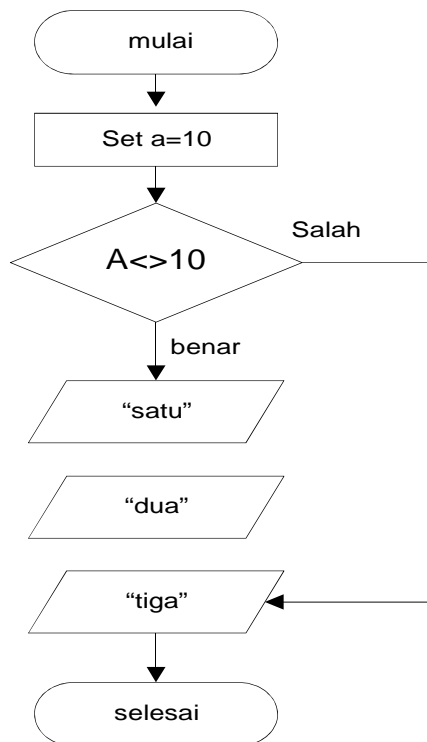 mulai
Set a=10
A<>10
Salah
benar
“satu”
“dua”
“tiga”
selesai